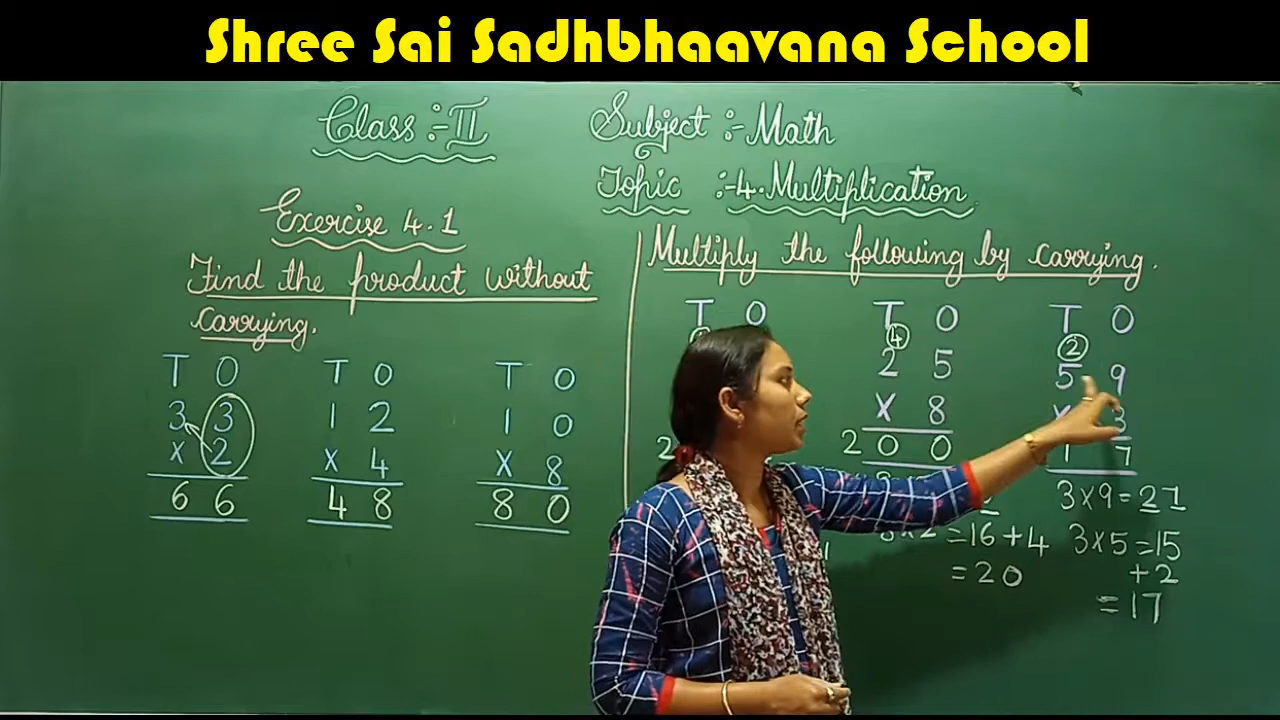 Shree Sai Sadhbhaavana School
Class :- II
Subject :- Math
Topic :- 4. Multiplication
Exercise 4.1
Find the product without
carrying.
T O
3 3
x 2
6 6
T O
1 2
x 4
4 8
T O
1 0
x 8
8 0
Multiply the following by carrying.
T O
2
T O
4
2 5
x 8
2 0 0
=16+4
=20
T O
2
5 9
x 3
1 7
3x9=27
3x5=15
+2
=17